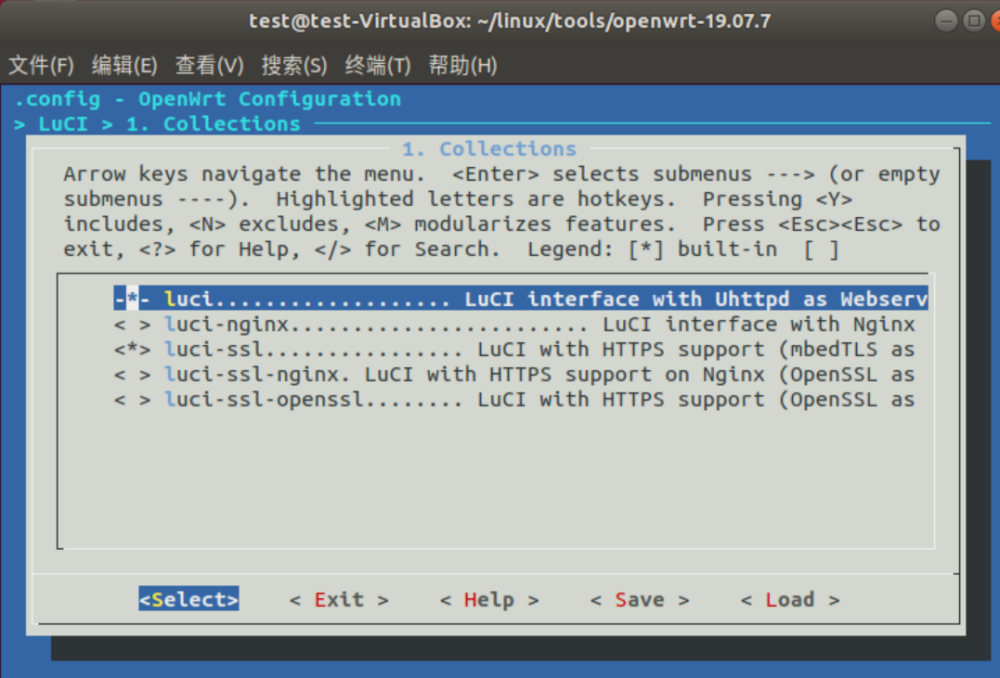 test@test-VirtualBox: ~/linux/tools/openwrt-19.07.7
文件(F) 编辑(E) 查看(V) 搜索(S) 终端(T) 帮助(H)
.config - OpenWrt Configuration
> LuCI > 1. Collections
1. Collections
Arrow keys navigate the menu.  <Enter> selects submenus ---> (or empty
submenus ----).  Highlighted letters are hotkeys.  Pressing <Y>
includes, <N> excludes, <M> modularizes features.  Press <Esc><Esc> to
exit, <?> for Help, </> for Search.  Legend: [*] built-in  [ ]
-*- luci................... LuCI interface with Uhttpd as Webserv
< > luci-nginx........................ LuCI interface with Nginx
<*> luci-ssl................ LuCI with HTTPS support (mbedTLS as
< > luci-ssl-nginx. LuCI with HTTPS support on Nginx (OpenSSL as
< > luci-ssl-openssl........ LuCI with HTTPS support (OpenSSL as
<Select>    < Exit >    < Help >    < Save >    < Load >